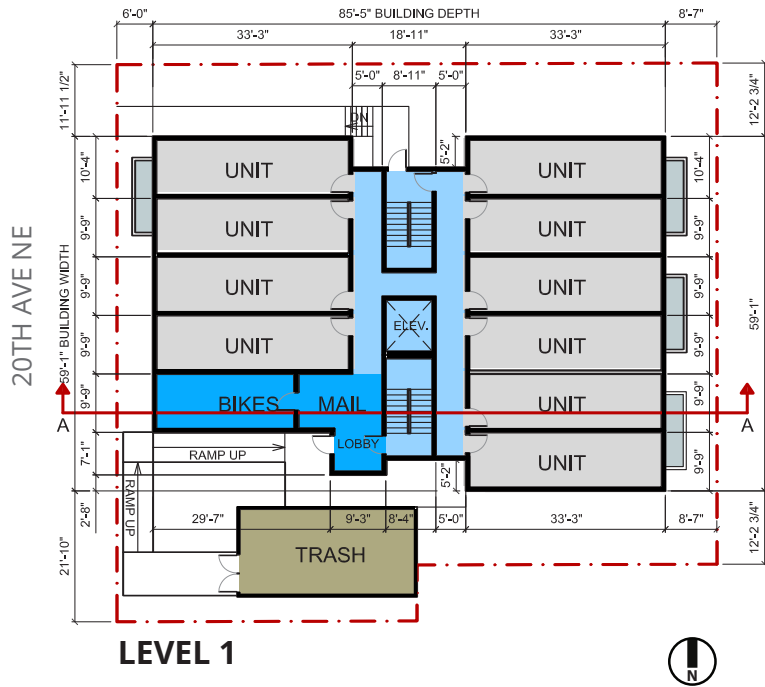 6'-0"
85'-5" BUILDING DEPTH
8'-7"
33'-3"
18'-11"
33'-3"
5'-0"
8'-11"
5'-0"
11'-11 1/2"
12'-2 3/4"
DN
5'-2"
10'-4"
UNIT
UNIT
10'-4"
9'-9"
UNIT
UNIT
9'-9"
20TH AVE NE
59'-1" BUILDING WIDTH
9'-9"
UNIT
UNIT
9'-9"
59'-1"
ELEV.
9'-9"
UNIT
UNIT
9'-9"
9'-9"
BIKES
MAIL
UNIT
9'-9"
A
A
LOBBY
7'-1"
RAMP UP
UNIT
9'-9"
5'-2"
RAMP UP
2'-8"
29'-7"
9'-3"
8'-4"
5'-0"
33'-3"
8'-7"
12'-2 3/4"
21'-10"
TRASH
LEVEL 1
N